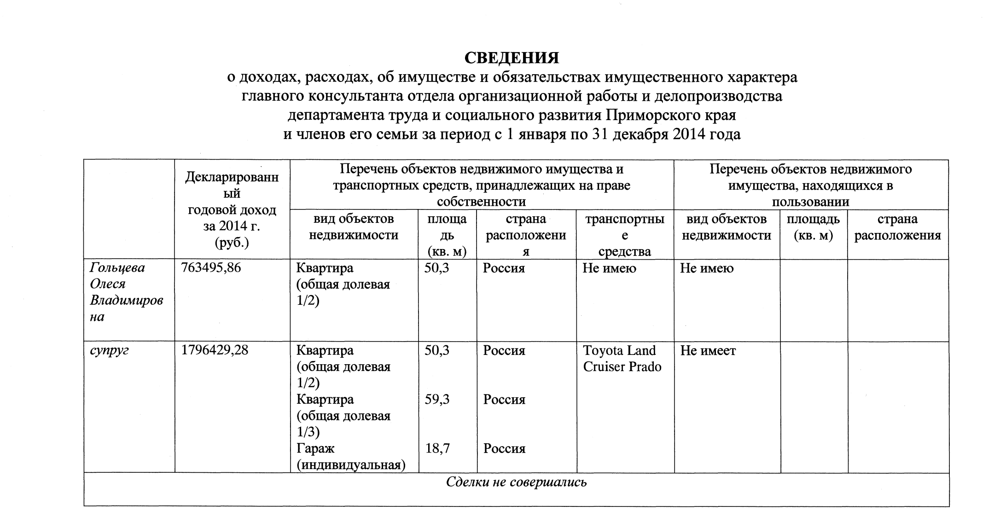 СВЕДЕНИЯ
о доходах, расходах, об имуществе и обязательствах имущественного характера
главного консультанта отдела организационной работы и делопроизводства
департамента труда и социального развития Приморского края
и членов его семьи за период с 1 января по 31 декабря 2014 года
Декларированн
ый
годовой доход
за 2014 г.
(руб.)
Перечень объектов недвижимого имущества и
транспортных средств, принадлежащих на праве
собственности
Перечень объектов недвижимого
имущества, находящихся в
пользовании
вид объектов
недвижимости
площа
дь
(кв. м)
страна
расположени
я
транспортны
е
средства
вид объектов
недвижимости
площадь
(кв. м)
страна
расположения
Гольцева
Олеся
Владимиров
на
763495,86
Квартира
(общая долевая
1/2)
50,3
Россия
Не имею
Не имею
супруг
1796429,28
Квартира
(общая долевая
1/2)
50,3
Россия
Toyota Land
Cruiser Prado
Не имеет
Квартира
(общая долевая
1/3)
59,3
Россия
Гараж
(индивидуальная)
18,7
Россия
Сделки не совершались